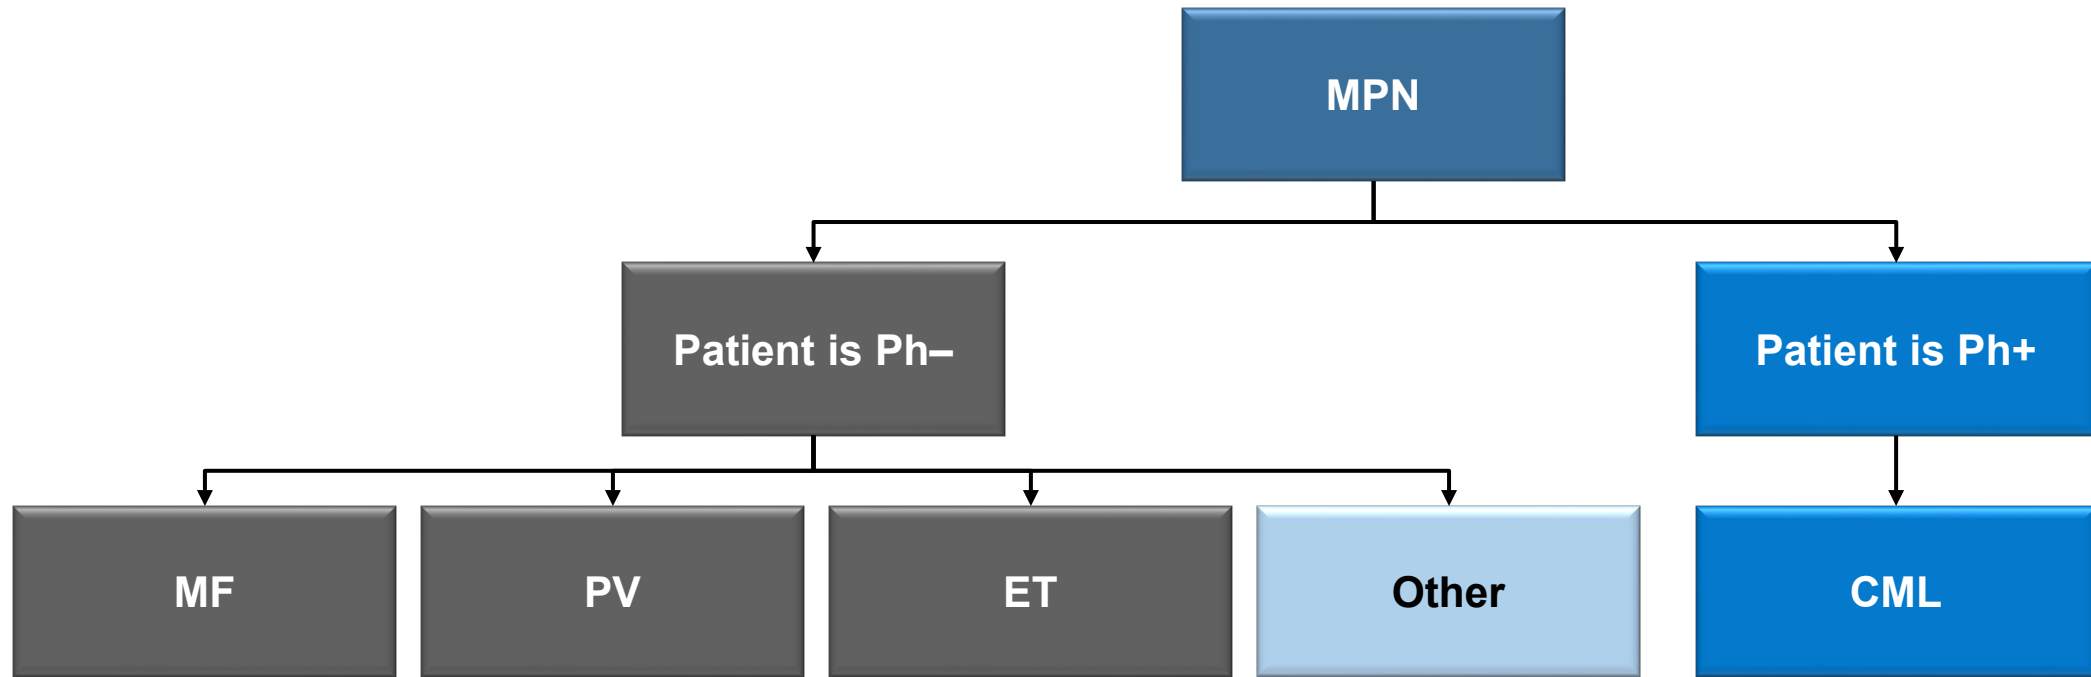 MPN
Patient is Ph–
Patient is Ph+
MF
PV
ET
Other
CML